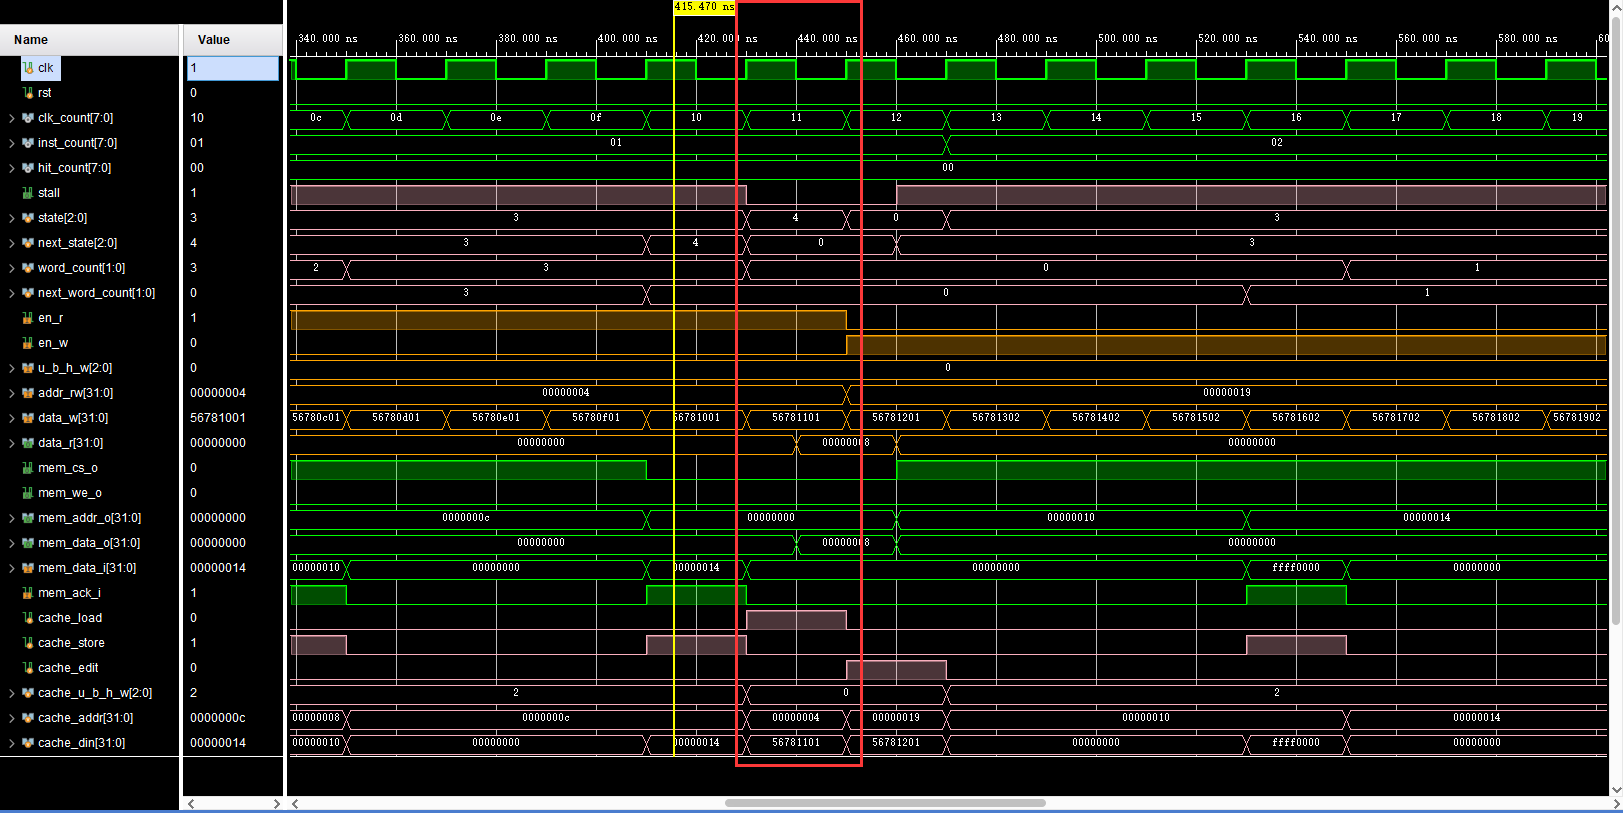 415.470 ns
Name Value 340.000 ns 360.000 ns 380.000 ns 400.000 ns 420.000 440.000 ns 460.000 ns 480.000 ns 500.000 ns 520.000 ns 540.000 ns 560.000 ns 580.000 ns 60
clk 1
rst 0
clk_count[7:0] 10 0c 0d 0e 0f 10 11 12 13 14 15 16 17 18 19
inst_count[7:0] 01 01 02
hit_count[7:0] 00 00
stall 1
state[2:0] 3 3 4 0 3
next_state[2:0] 4 3 4 0 3
word_count[1:0] 3 2 3 0 1
next_word_count[1:0] 0 3 0 1
en_r 1
en_w 0
u_b_h_w[2:0] 0 0
addr_rw[31:0] 00000004 00000004 00000019
data_w[31:0] 56781001 56780c01 56780d01 56780e01 56780f01 56781001 56781101 56781201 56781302 56781402 56781502 56781602 56781702 56781802 56781902
data_r[31:0] 00000000 00000000 00000008 00000000
mem_cs_o 0
mem_we_o 0
mem_addr_o[31:0] 00000000 0000000c 00000000 00000010 00000014
mem_data_o[31:0] 00000000 00000000 00000008 00000000
mem_data_i[31:0] 00000014 00000010 00000000 00000014 00000000 ffff0000 00000000
mem_ack_i 1
cache_load 0
cache_store 1
cache_edit 0
cache_u_b_h_w[2:0] 2 2 0 2
cache_addr[31:0] 0000000c 00000008 0000000c 00000004 00000019 00000010 00000014
cache_din[31:0] 00000014 00000010 00000000 00000014 56781101 56781201 00000000 ffff0000 00000000